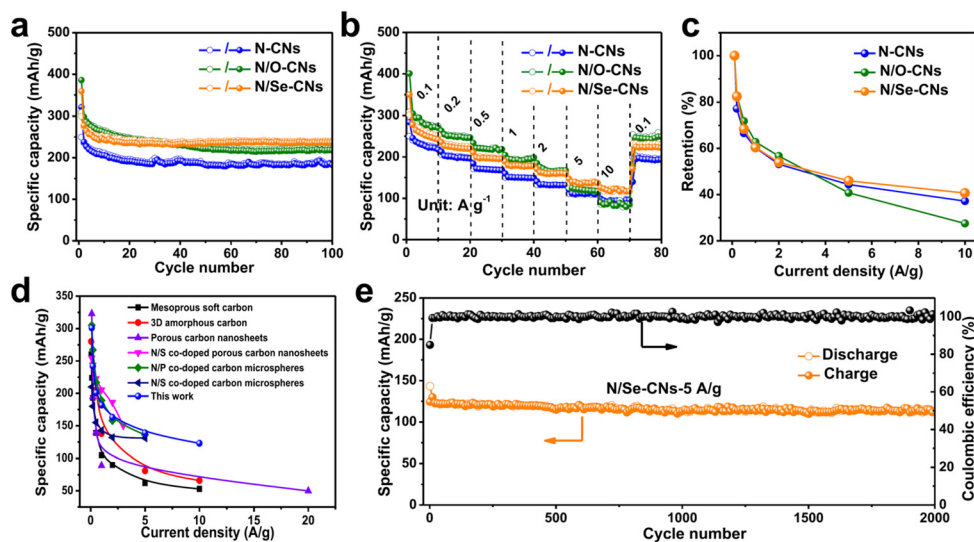 a
Specific capacity (mAh/g)
500
400
300
200
100
0
0 20 40 60 80 100
Cycle number
N-CNs
N/O-CNs
N/Se-CNs
b
Specific capacity (mAh/g)
500
400
300
200
100
0
0 20 40 60 80
Cycle number
N-CNs
N/O-CNs
N/Se-CNs
0.1
0.2
0.5
1
2
5
10
0.1
Unit: A g⁻¹
c
Retention (%)
100
80
60
40
20
0 2 4 6 8 10
Current density (A/g)
N-CNs
N/O-CNs
N/Se-CNs
d
Specific capacity (mAh/g)
350
300
250
200
150
100
50
0 5 10 15 20
Current density (A/g)
Mesoprous soft carbon
3D amorphous carbon
Porous carbon nanosheets
N/S co-doped porous carbon nanosheets
N/P co-doped carbon microspheres
N/S co-doped carbon microspheres
This work
e
Specific capacity (mAh/g)
250
225
200
175
150
125
100
75
50
25
0
0 500 1000 1500 2000
Cycle number
Discharge
Charge
N/Se-CNs-5 A/g
100
80
60
40
20
0
Coulombic efficiency (%)